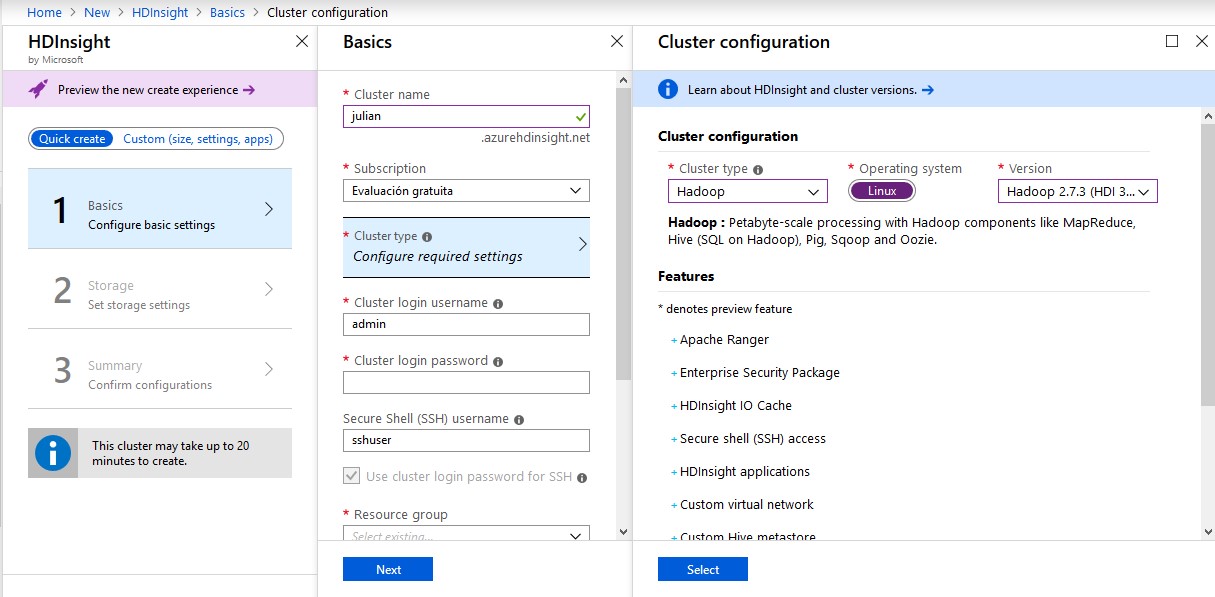 Home > New > HDInsight > Basics > Cluster configuration
HDInsight
by Microsoft
Preview the new create experience →
Quick create Custom (size, settings, apps)
1
Basics
Configure basic settings
2
Storage
Set storage settings
3
Summary
Confirm configurations
This cluster may take up to 20
minutes to create.
Basics
* Cluster name
julian
.azurehdinsight.net
* Subscription
Evaluación gratuita
* Cluster type
Configure required settings
* Cluster login username
admin
* Cluster login password
Secure Shell (SSH) username
sshuser
Use cluster login password for SSH
* Resource group
Select existing...
Next
Cluster configuration
Learn about HDInsight and cluster versions. →
Cluster configuration
* Cluster type * Operating system * Version
Hadoop Linux Hadoop 2.7.3 (HDI 3...
Hadoop : Petabyte-scale processing with Hadoop components like MapReduce,
Hive (SQL on Hadoop), Pig, Sqoop and Oozie.
Features
* denotes preview feature
+ Apache Ranger
+ Enterprise Security Package
+ HDInsight IO Cache
+ Secure shell (SSH) access
+ HDInsight applications
+ Custom virtual network
+ Custom Hive metastore
Select